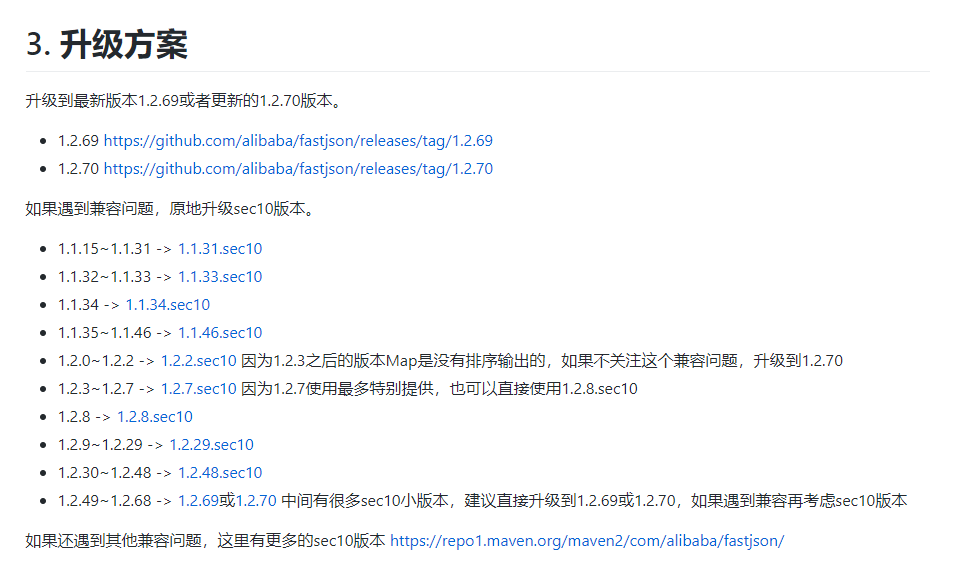 3. 升级方案
升级到最新版本1.2.69或者更新的1.2.70版本。
1.2.69 https://github.com/alibaba/fastjson/releases/tag/1.2.69
1.2.70 https://github.com/alibaba/fastjson/releases/tag/1.2.70
如果遇到兼容问题，原地升级sec10版本。
1.1.15~1.1.31 -> 1.1.31.sec10
1.1.32~1.1.33 -> 1.1.33.sec10
1.1.34 -> 1.1.34.sec10
1.1.35~1.1.46 -> 1.1.46.sec10
1.2.0~1.2.2 -> 1.2.2.sec10 因为1.2.3之后的版本Map是没有排序输出的，如果不关注这个兼容问题，升级到1.2.70
1.2.3~1.2.7 -> 1.2.7.sec10 因为1.2.7使用最多特别提供，也可以直接使用1.2.8.sec10
1.2.8 -> 1.2.8.sec10
1.2.9~1.2.29 -> 1.2.29.sec10
1.2.30~1.2.48 -> 1.2.48.sec10
1.2.49~1.2.68 -> 1.2.69或1.2.70 中间有很多sec10小版本，建议直接升级到1.2.69或1.2.70，如果遇到兼容再考虑sec10版本
如果还遇到其他兼容问题，这里有更多的sec10版本 https://repo1.maven.org/maven2/com/alibaba/fastjson/